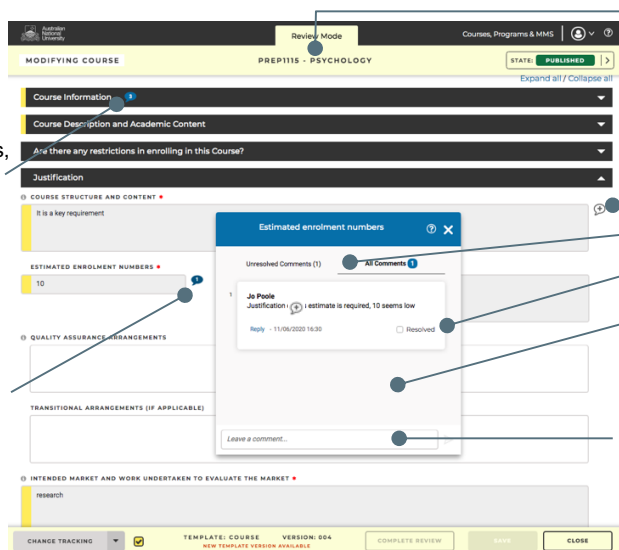 Australian
National
University
Review Mode
Courses, Programs & MMS
MODIFYING COURSE
PREP1115 - PSYCHOLOGY
STATE: PUBLISHED
Expand all / Collapse all
Course Information 3
Course Description and Academic Content
s,
Are there any restrictions in enrolling in this Course?
Justification
COURSE STRUCTURE AND CONTENT *
It is a key requirement
Estimated enrolment numbers
Unresolved Comments (1)
All Comments 1
ESTIMATED ENROLMENT NUMBERS *
10
1
1
Jo Poole
Justification estimate is required, 10 seems low
Reply - 11/06/2020 16:30
Resolved
QUALITY ASSURANCE ARRANGEMENTS
TRANSITIONAL ARRANGEMENTS (IF APPLICABLE)
Leave a comment...
INTENDED MARKET AND WORK UNDERTAKEN TO EVALUATE THE MARKET *
research
CHANGE TRACKING
TEMPLATE: COURSE VERSION: 004
NEW TEMPLATE VERSION AVAILABLE
COMPLETE REVIEW
SAVE
CLOSE